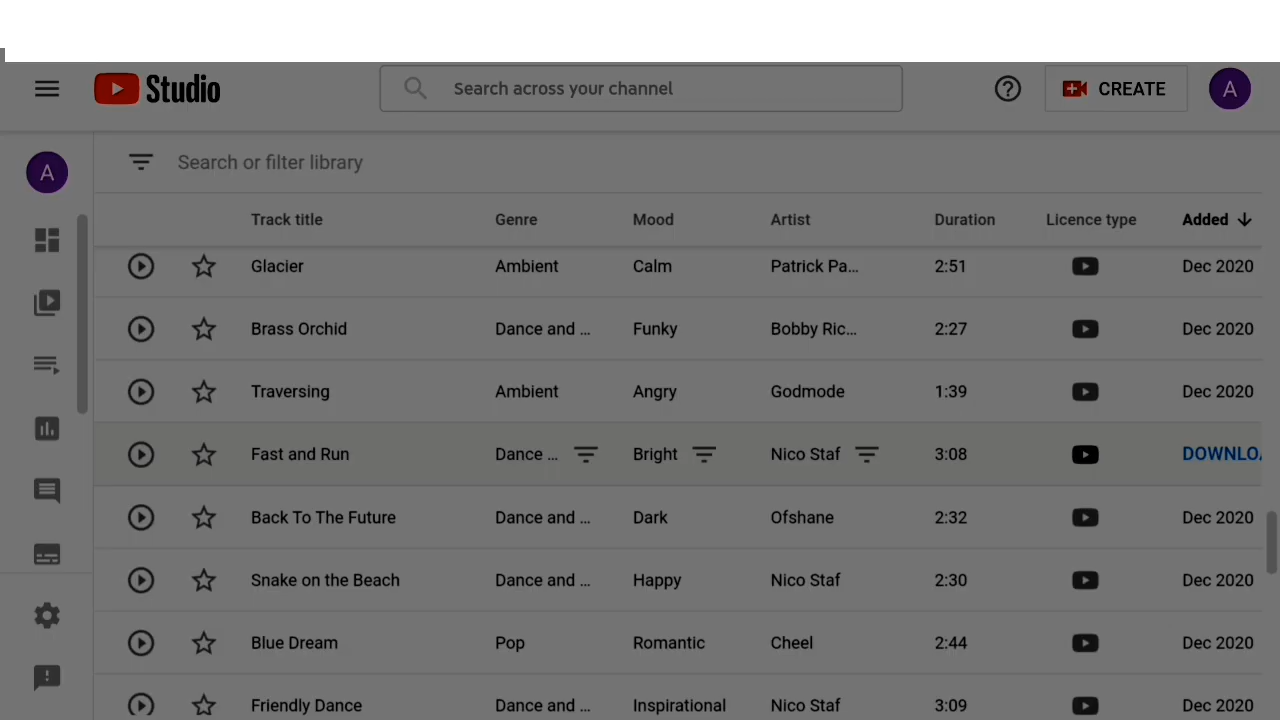 Studio
Search across your channel
CREATE
A
A
Search or filter library
Track title Genre Mood Artist Duration Licence type Added
Glacier Ambient Calm Patrick Pa... 2:51 Dec 2020
Brass Orchid Dance and ... Funky Bobby Ric... 2:27 Dec 2020
Traversing Ambient Angry Godmode 1:39 Dec 2020
Fast and Run Dance ... Bright Nico Staf 3:08 DOWNLOA
Back To The Future Dance and ... Dark Ofshane 2:32 Dec 2020
Snake on the Beach Dance and ... Happy Nico Staf 2:30 Dec 2020
Blue Dream Pop Romantic Cheel 2:44 Dec 2020
Friendly Dance Dance and ... Inspirational Nico Staf 3:09 Dec 2020